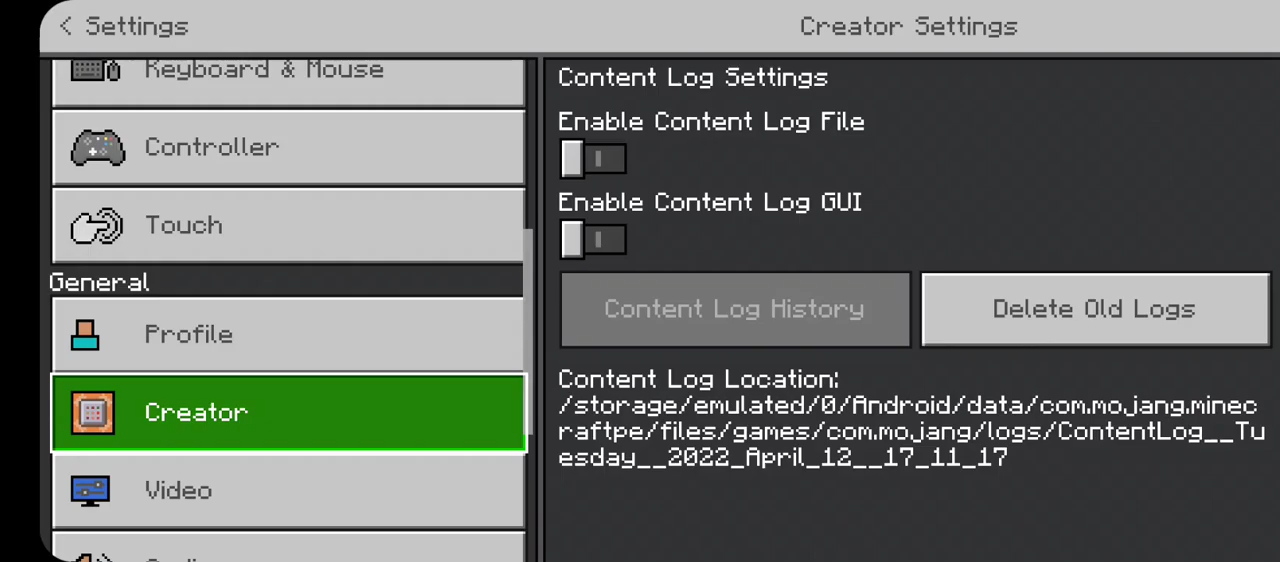 Settings
Creator Settings
Keyboard & Mouse
Controller
Touch
General
Profile
Creator
Video
Content Log Settings
Enable Content Log File
Enable Content Log GUI
Content Log History
Delete Old Logs
Content Log Location:
/storage/emulated/0/Android/data/com.mojang.minec
raftpe/files/games/com.mojang/logs/ContentLog__Tu
esday__2022_April_12__17_11_17